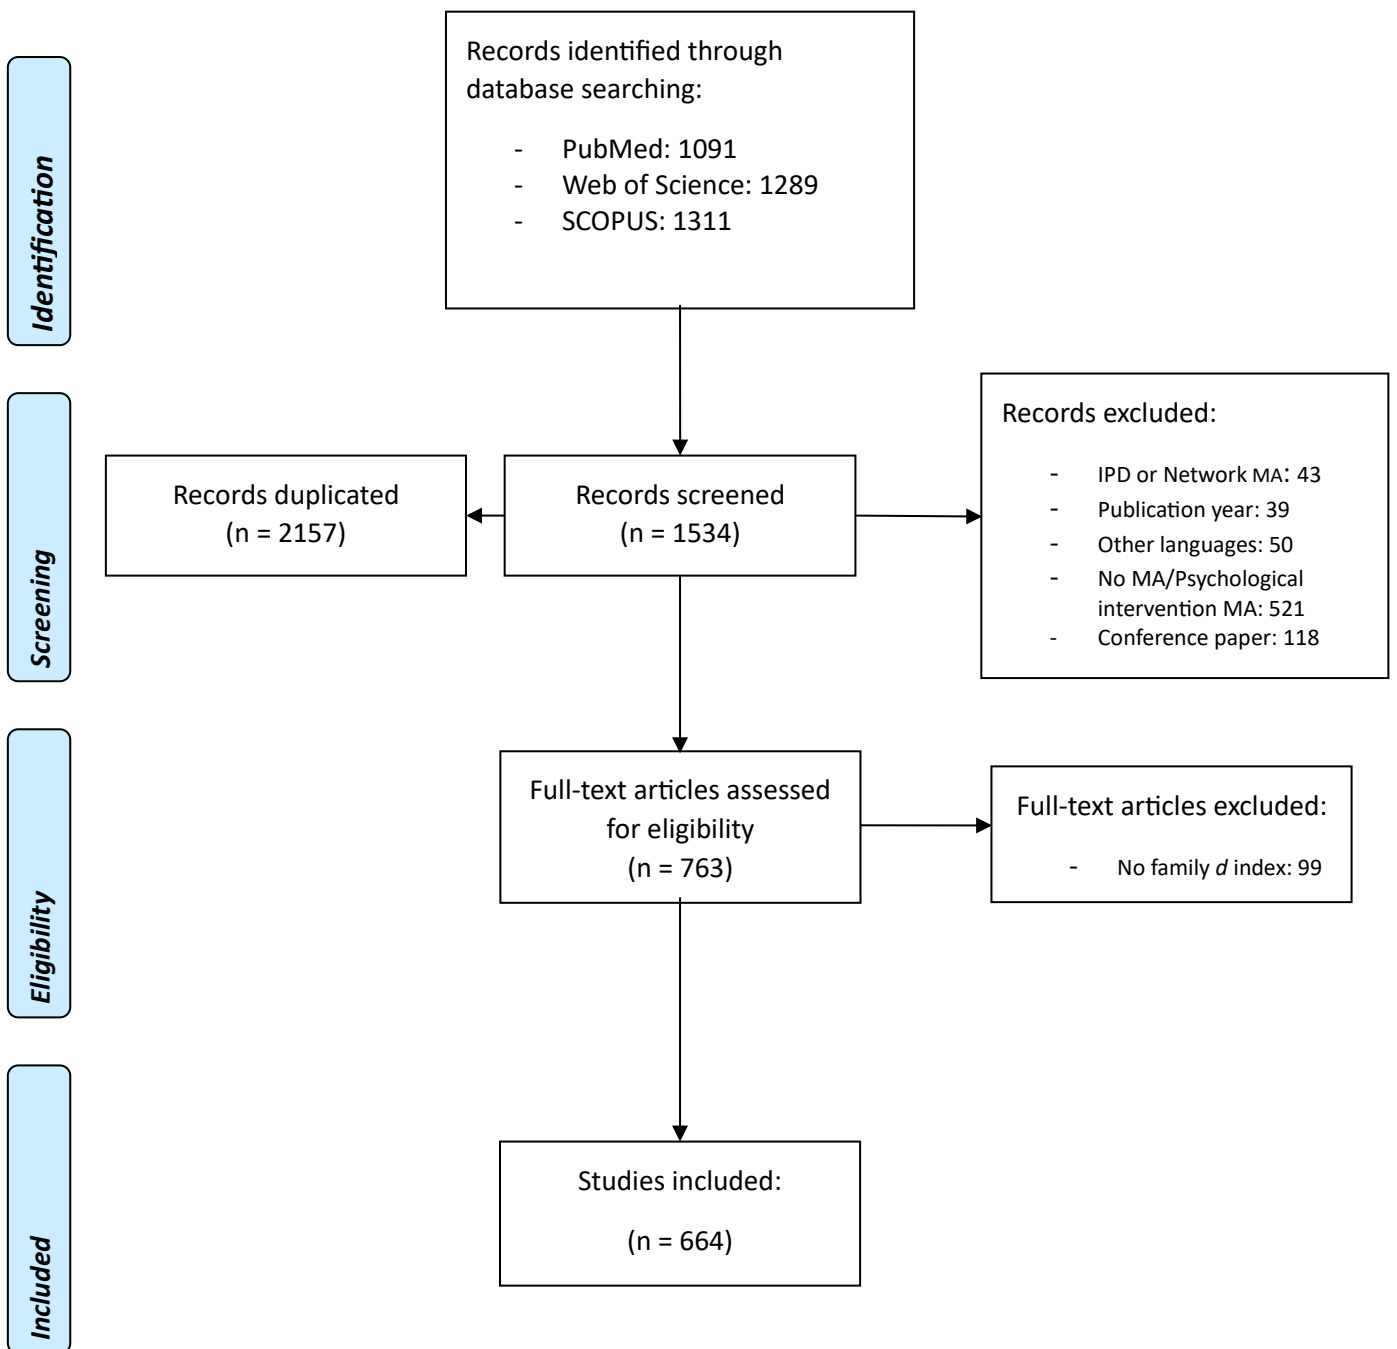 Identification
Records identified through
database searching:
- PubMed: 1091
- Web of Science: 1289
- SCOPUS: 1311
Screening
Records duplicated
(n = 2157)
Records screened
(n = 1534)
Records excluded:
- IPD or Network MA: 43
- Publication year: 39
- Other languages: 50
- No MA/Psychological
intervention MA: 521
- Conference paper: 118
Eligibility
Full-text articles assessed
for eligibility
(n = 763)
Full-text articles excluded:
- No family d index: 99
Included
Studies included:
(n = 664)